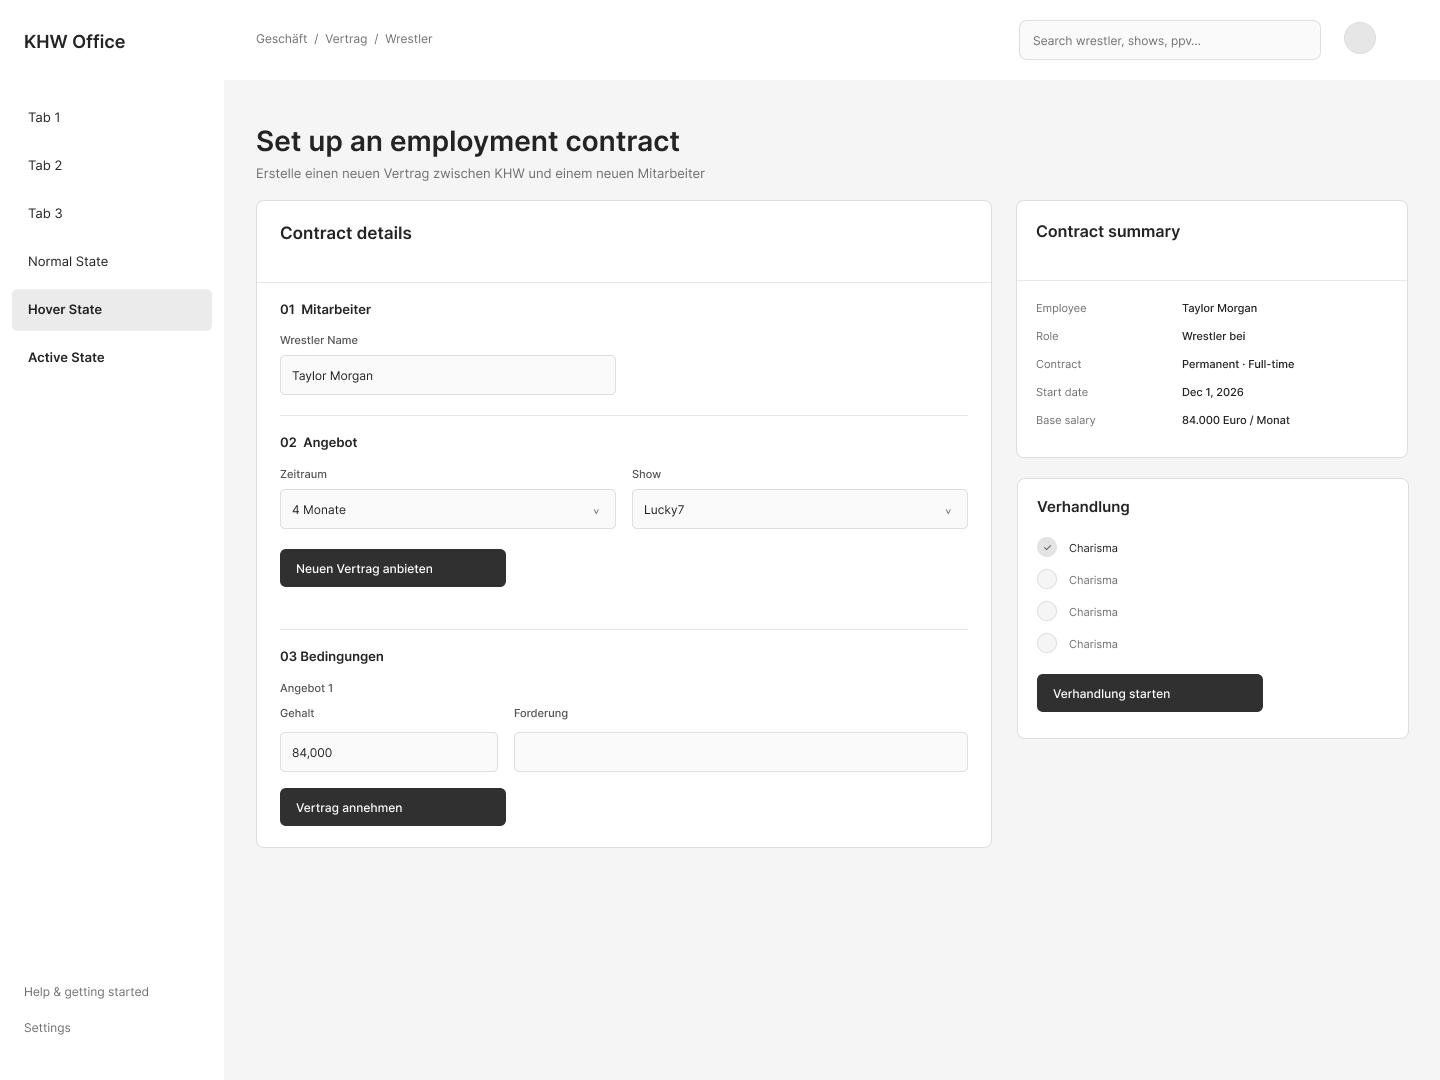 KHW Office
Geschäft / Vertrag / Wrestler
Search wrestler, shows, ppv...
Tab 1
Tab 2
Tab 3
Normal State
Hover State
Active State
Help & getting started
Settings
Set up an employment contract
Erstelle einen neuen Vertrag zwischen KHW und einem neuen Mitarbeiter
Contract details
01 Mitarbeiter
Wrestler Name
Taylor Morgan
02 Angebot
Zeitraum
Show
4 Monate
Lucky7
Neuen Vertrag anbieten
03 Bedingungen
Angebot 1
Gehalt
Forderung
84,000
Vertrag annehmen
Contract summary
Employee Taylor Morgan
Role Wrestler bei
Contract Permanent · Full-time
Start date Dec 1, 2026
Base salary 84.000 Euro / Monat
Verhandlung
Charisma
Charisma
Charisma
Charisma
Verhandlung starten